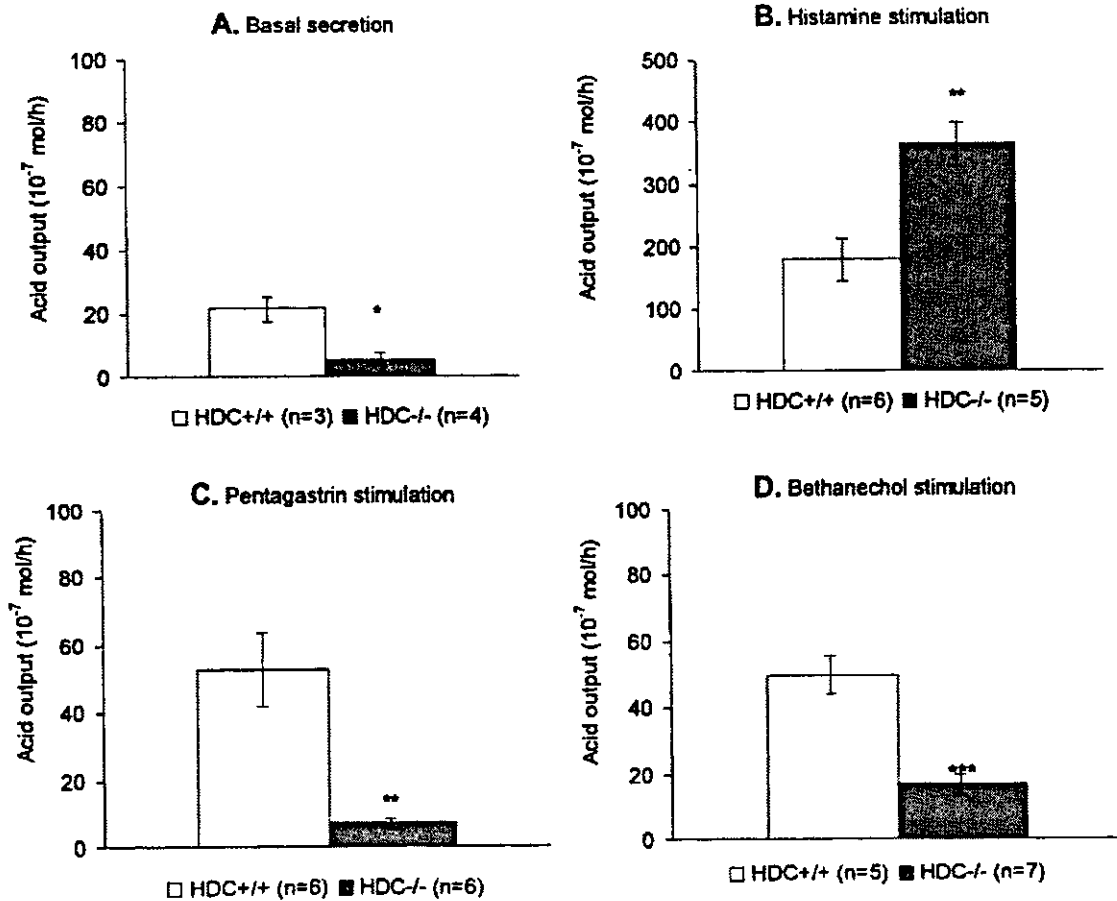 A. Basal secretion
Acid output (10⁻⁷ mol/h)
100
80
60
40
20
0
*
□ HDC+/+ (n=3) ■ HDC-/- (n=4)
B. Histamine stimulation
Acid output (10⁻⁷ mol/h)
500
400
300
200
100
0
**
□ HDC+/+ (n=6) ■ HDC-/- (n=5)
C. Pentagastrin stimulation
Acid output (10⁻⁷ mol/h)
100
80
60
40
20
0
**
□ HDC+/+ (n=6) ■ HDC-/- (n=6)
D. Bethanechol stimulation
Acid output (10⁻⁷ mol/h)
100
80
60
40
20
0
***
□ HDC+/+ (n=5) ■ HDC-/- (n=7)